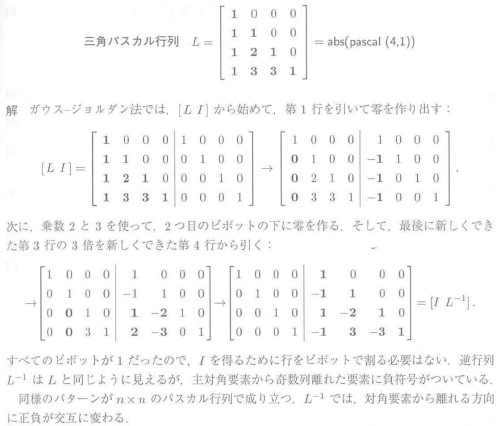 三角パスカル行列 L = [ 1 0 0 0 ; 1 1 0 0 ; 1 2 1 0 ; 1 3 3 1 ] = abs(pascal (4,1))
解 ガウス–ジョルダン法では，[L I] から始めて，第 1 行を引いて零を作り出す：
[L I] = [ 1 0 0 0 | 1 0 0 0 ; 1 1 0 0 | 0 1 0 0 ; 1 2 1 0 | 0 0 1 0 ; 1 3 3 1 | 0 0 0 1 ] → [ 1 0 0 0 | 1 0 0 0 ; 0 1 0 0 | −1 1 0 0 ; 0 2 1 0 | −1 0 1 0 ; 0 3 3 1 | −1 0 0 1 ] .
次に，乗数 2 と 3 を使って，2 つ目のピボットの下に零を作る．そして，最後に新しくでき
た第 3 行の 3 倍を新しくできた第 4 行から引く：
→ [ 1 0 0 0 | 1 0 0 0 ; 0 1 0 0 | −1 1 0 0 ; 0 0 1 0 | 1 −2 1 0 ; 0 0 3 1 | 2 −3 0 1 ] → [ 1 0 0 0 | 1 0 0 0 ; 0 1 0 0 | −1 1 0 0 ; 0 0 1 0 | 1 −2 1 0 ; 0 0 0 1 | −1 3 −3 1 ] = [I L⁻¹] .
すべてのピボットが 1 だったので，I を得るために行をピボットで割る必要はない．逆行列
L⁻¹ は L と同じように見えるが，主対角要素から奇数列離れた要素に負符号がついている．
同様のパターンが n×n のパスカル行列で成り立つ．L⁻¹ では，対角要素から離れる方向
に正負が交互に変わる．